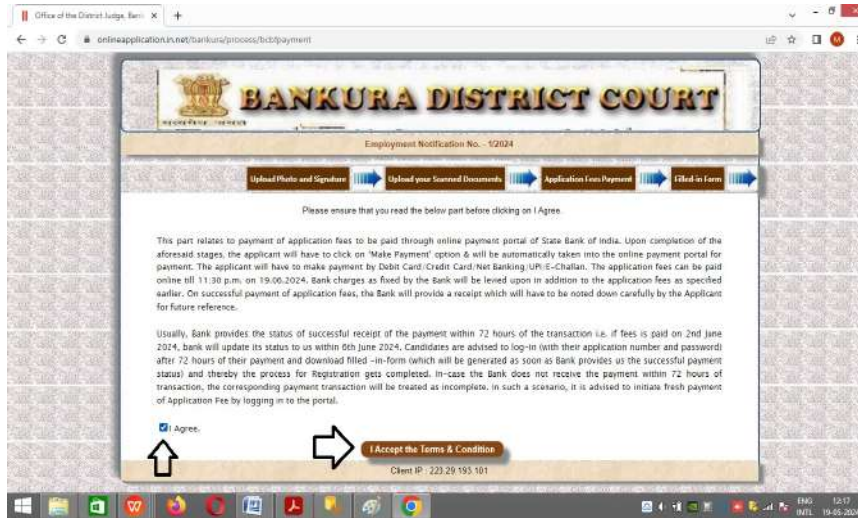 Office of the District Judge, Bank
onlineapplication.in.net/bankura/process/bcbtpayment
M
BANKURA DISTRICT COURT
Employment Notification No. - 1/2024
Upload Photo and Signature Upload your Scanned Documents Application Fees Payment Filled-in Form
Please ensure that you read the below part before clicking on I Agree.
This part relates to payment of application fees to be paid through online payment portal of State Bank of India. Upon completion of the
aforesaid stages, the applicant will have to click on 'Make Payment' option & will be automatically taken into the online payment portal for
payment. The applicant will have to make payment by Debit Card/Credit Card/Net Banking/UPI/E-Challan. The application fees can be paid
online till 11:30 p.m. on 19.06.2024. Bank charges as fixed by the Bank will be levied upon in addition to the application fees as specified
earlier. On successful payment of application fees, the Bank will provide a receipt which will have to be noted down carefully by the Applicant
for future reference.
Usually, Bank provides the status of successful receipt of the payment within 72 hours of the transaction i.e. if fees is paid on 2nd June
2024, bank will update its status to us within 6th June 2024. Candidates are advised to log-in (with their application number and password)
after 72 hours of their payment and download filled -in-form (which will be generated as soon as Bank provides us the successful payment
status) and thereby the process for Registration gets completed. In-case the Bank does not receive the payment within 72 hours of
transaction, the corresponding payment transaction will be treated as incomplete. In such a scenario, it is advised to initiate fresh payment
of Application Fee by logging in to the portal.
I Agree.
I Accept the Terms & Condition
Client IP : 223.29.193.101
ENG 12:17
INTL 19-05-2024